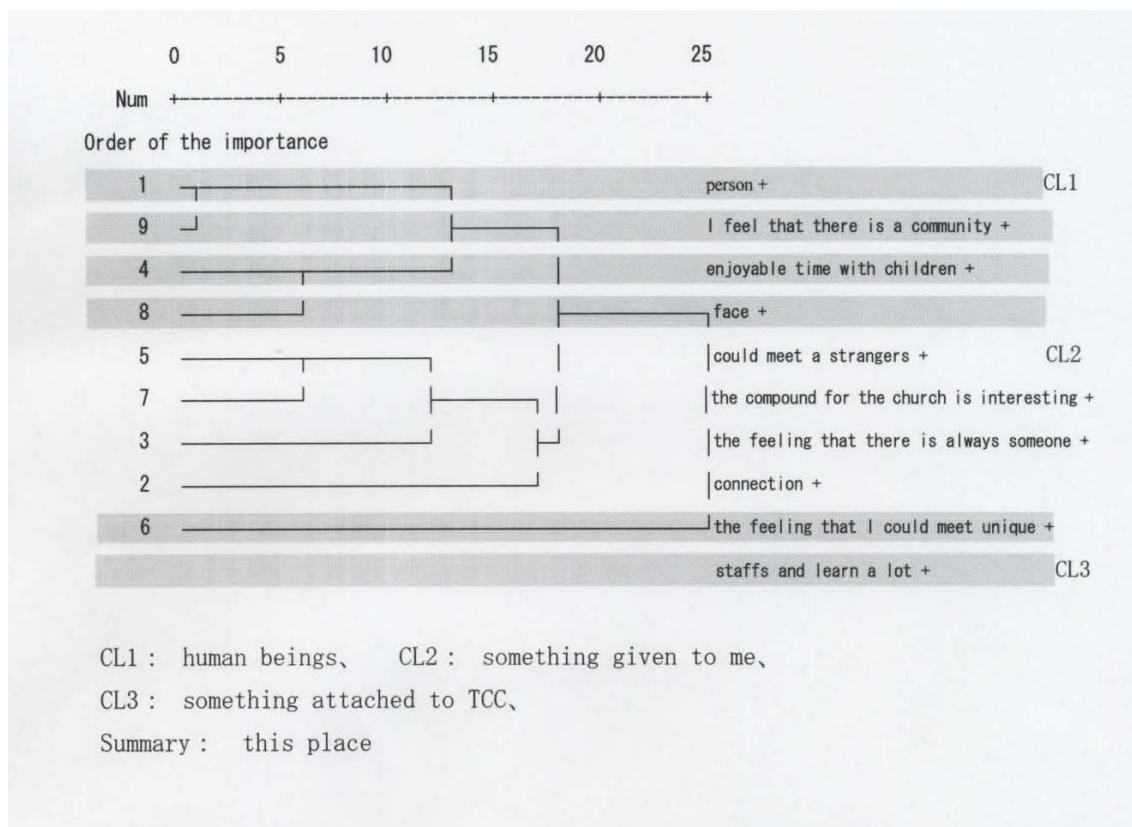 0 5 10 15 20 25
Num +---------+---------+---------+---------+---------+
Order of the importance
1 person + CL1
9 I feel that there is a community +
4 enjoyable time with children +
8 face +
5 could meet a strangers + CL2
7 the compound for the church is interesting +
3 the feeling that there is always someone +
2 connection +
6 the feeling that I could meet unique +
staffs and learn a lot + CL3
CL1 : human beings、 CL2 : something given to me、
CL3 : something attached to TCC、
Summary : this place